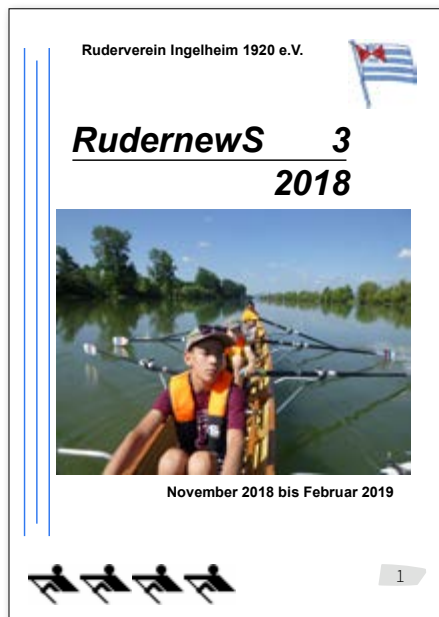 Ruderverein Ingelheim 1920 e.V.
RudernewS 3
2018
November 2018 bis Februar 2019
1